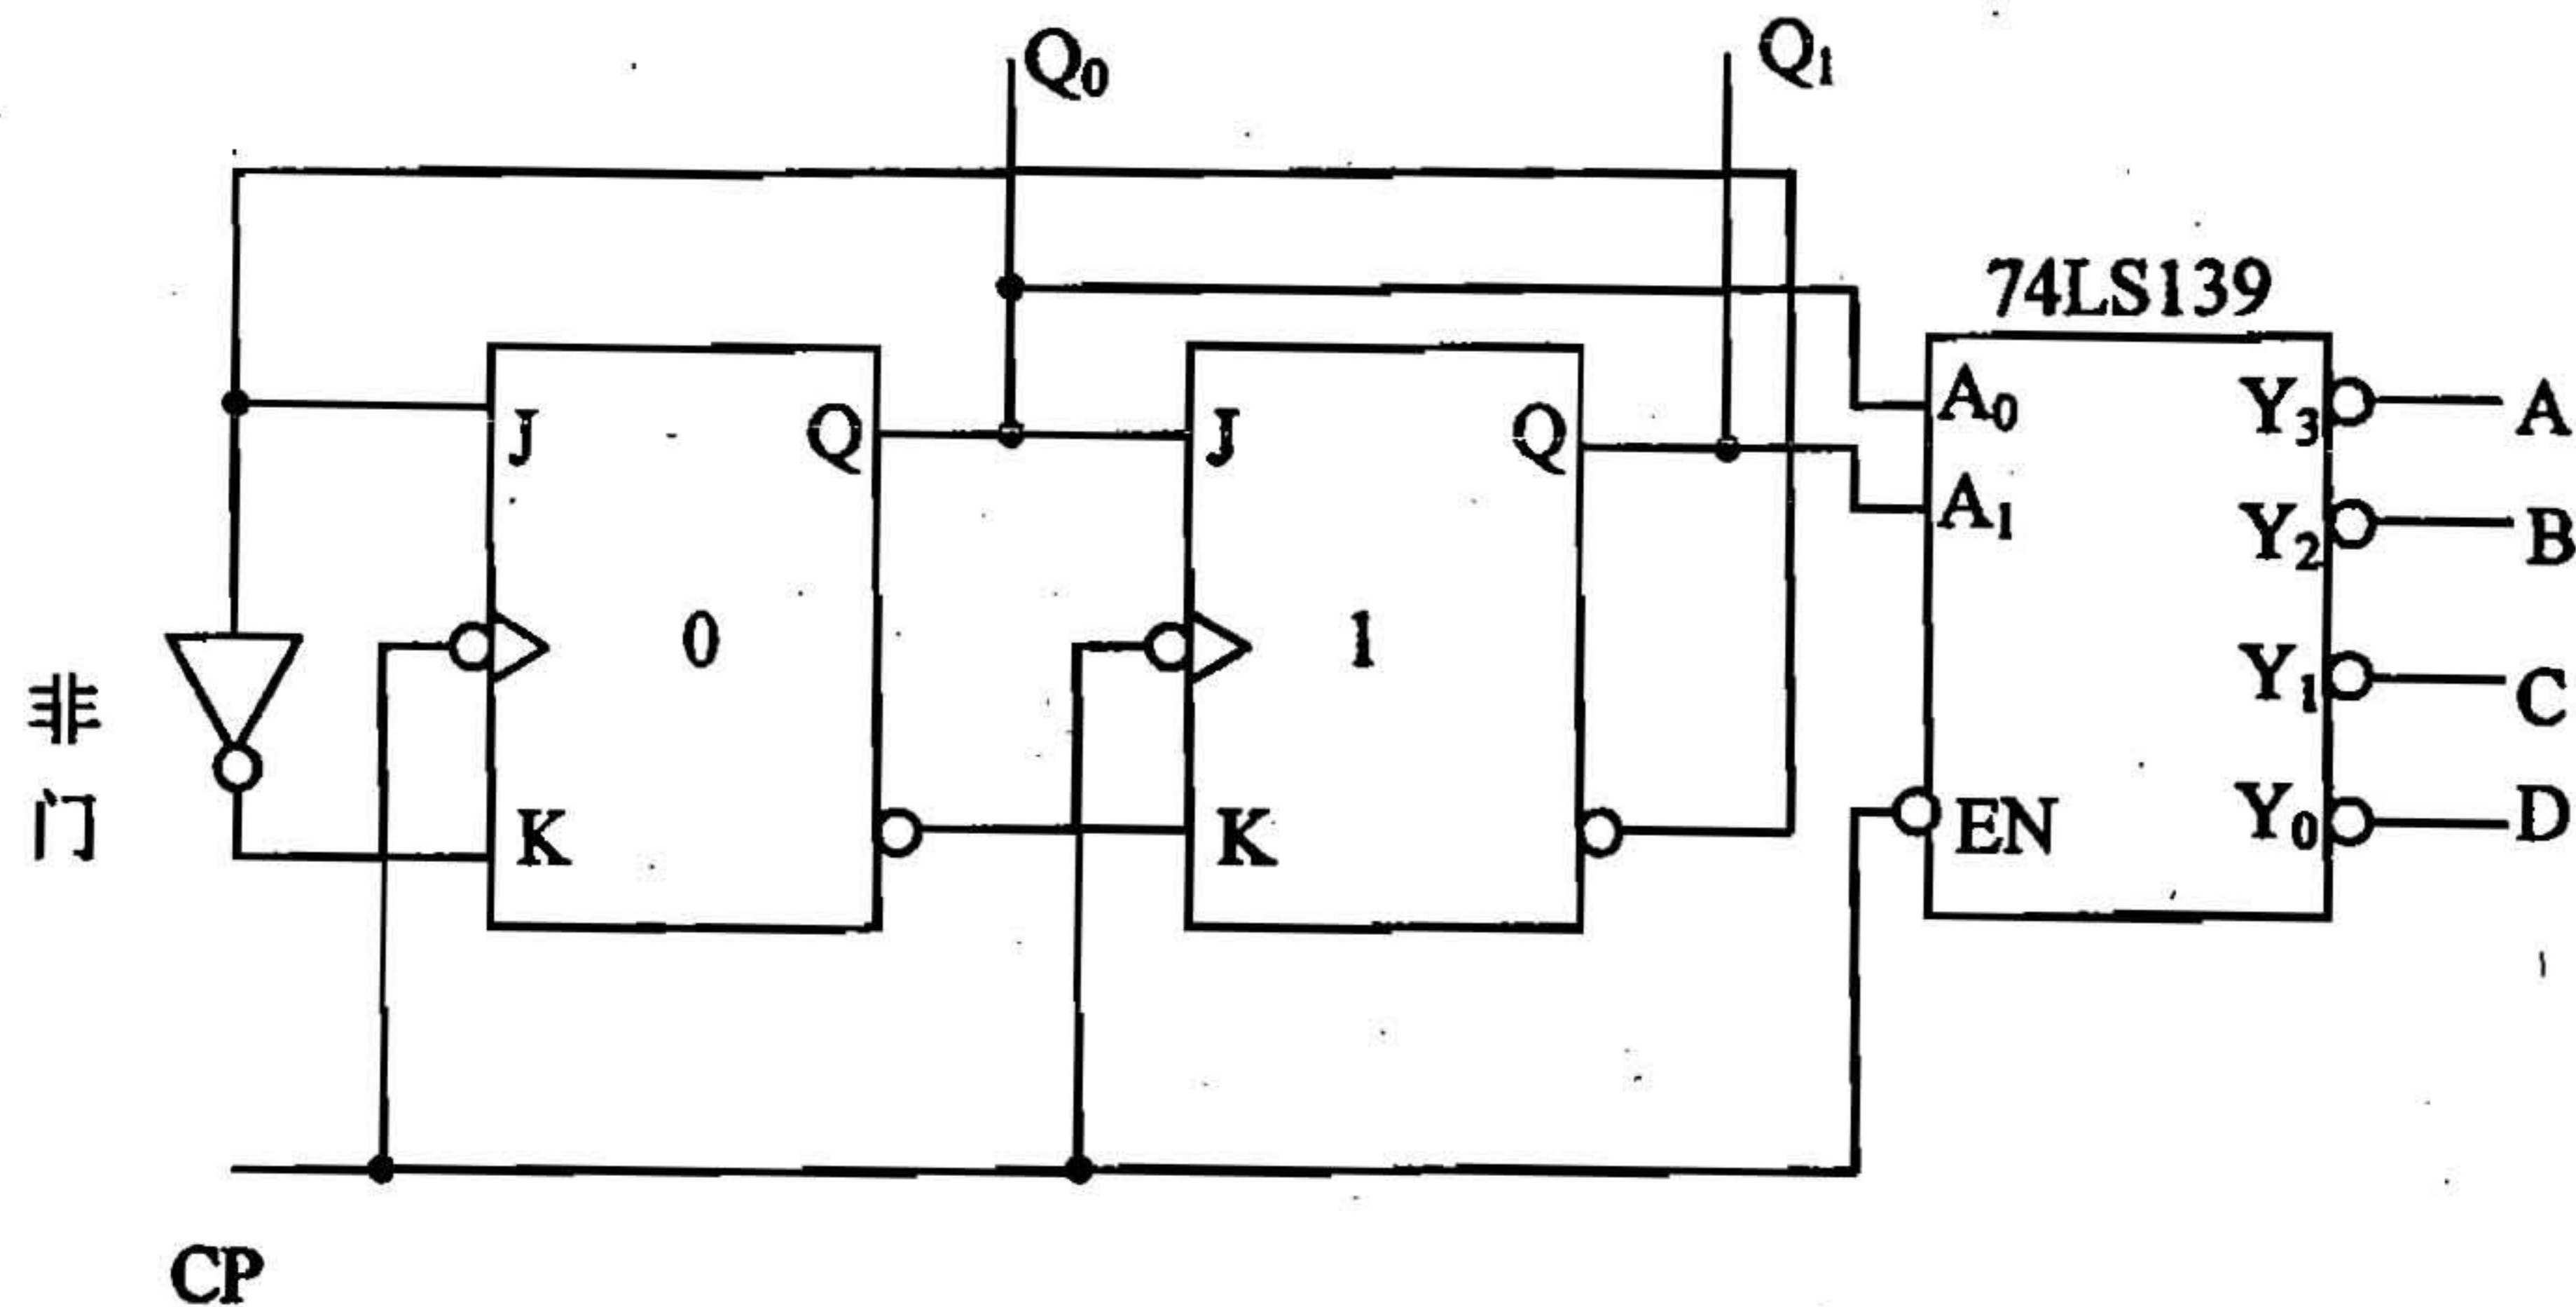 Q₀
Q₁
74LS139
J
Q
J
Q
A₀
Y₃
A
A₁
Y₂
B
非
门
0
1
Y₁
C
K
K
EN
Y₀
D
CP